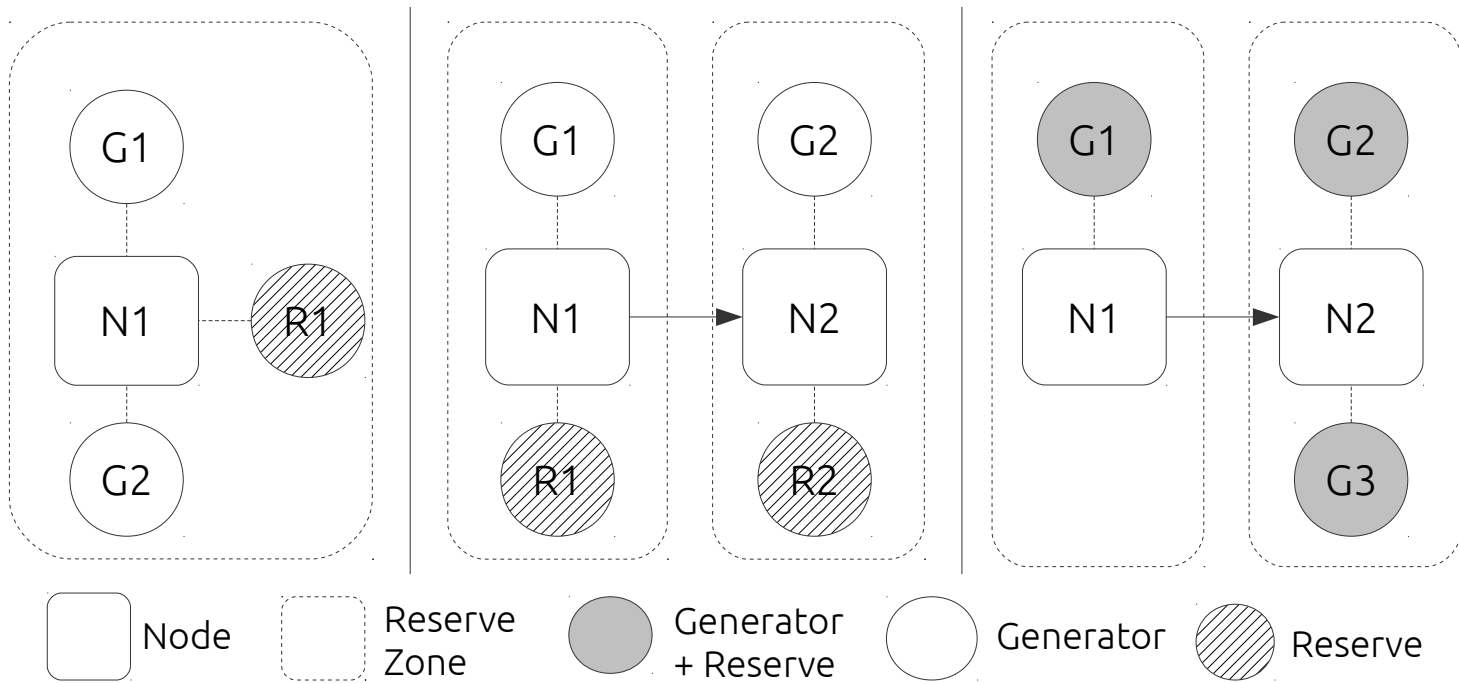 G1
N1
R1
G2
G1
G2
N1
N2
R1
R2
G1
G2
N1
N2
G3
Node
Reserve
Zone
Generator
+ Reserve
Generator
Reserve